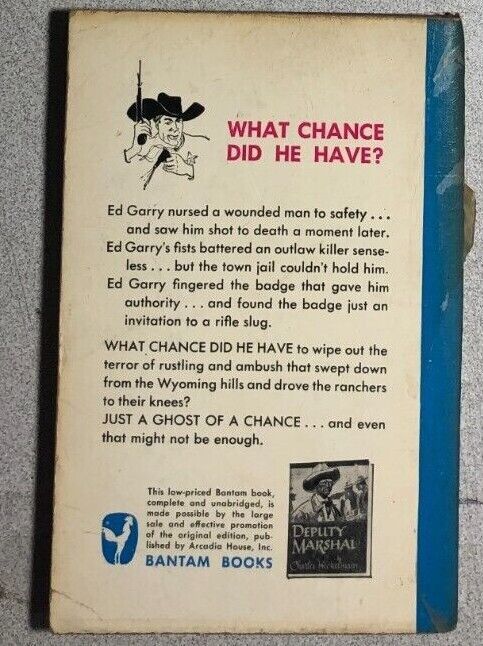 WHAT CHANCE
DID HE HAVE?
Ed Garry nursed a wounded man to safety . . .
and saw him shot to death a moment later.
Ed Garry's fists battered an outlaw killer sense-
less . . . but the town jail couldn't hold him.
Ed Garry fingered the badge that gave him
authority . . . and found the badge just an
invitation to a rifle slug.
WHAT CHANCE DID HE HAVE to wipe out the
terror of rustling and ambush that swept down
from the Wyoming hills and drove the ranchers
to their knees?
JUST A GHOST OF A CHANCE . . . and even
that might not be enough.
This low-priced Bantam book,
complete and unabridged, is
made possible by the large
sale and effective promotion
of the original edition, pub-
lished by Arcadia House, Inc.
BANTAM BOOKS
DEPUTY
MARSHAL
by
Charles Heckelmann